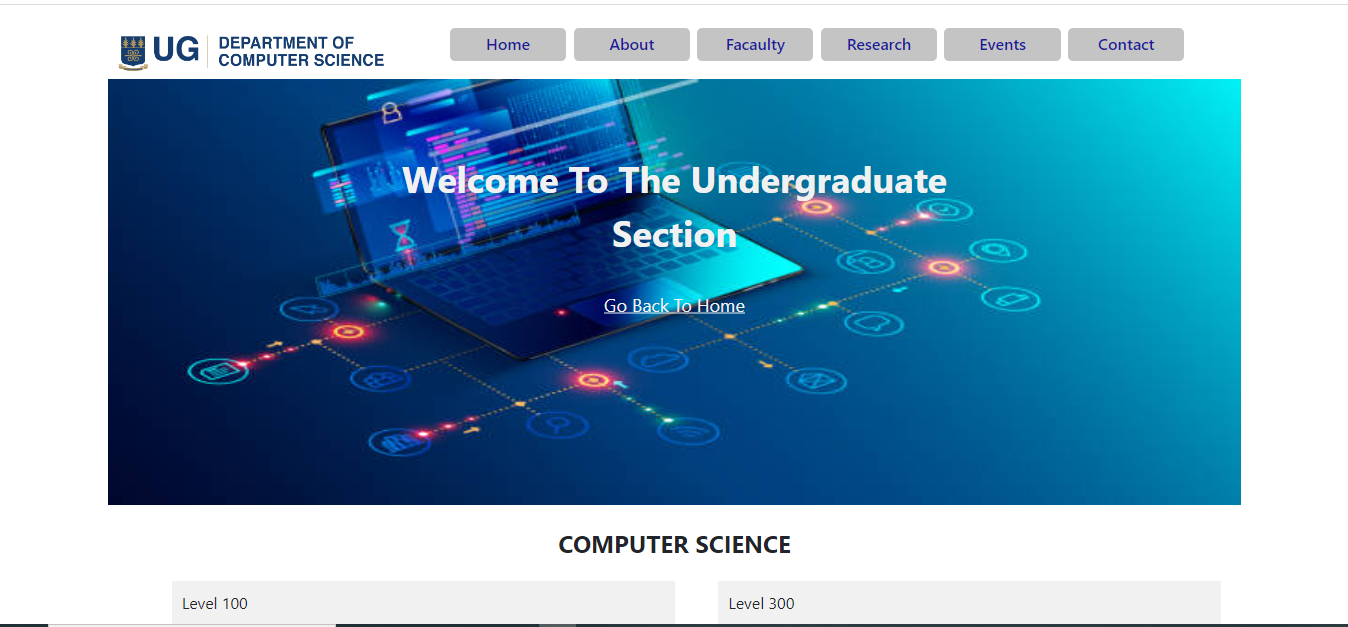 UG
DEPARTMENT OF
COMPUTER SCIENCE
Home
About
Facaulty
Research
Events
Contact
Welcome To The Undergraduate
Section
Go Back To Home
COMPUTER SCIENCE
Level 100
Level 300